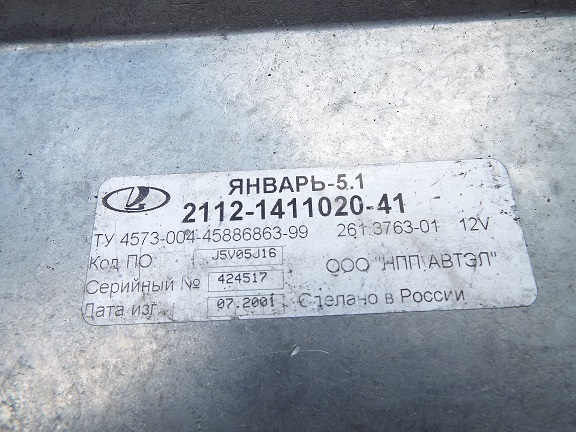 ЯНВАРЬ-5.1
2112-1411020-41
ТУ 4573-004-45886863-99 261.3763-01 12V
Код ПО: J5V05J16 ООО "НПП АВТЭЛ"
Серийный № 424517
Дата изг. 07.2001 Сделано в России